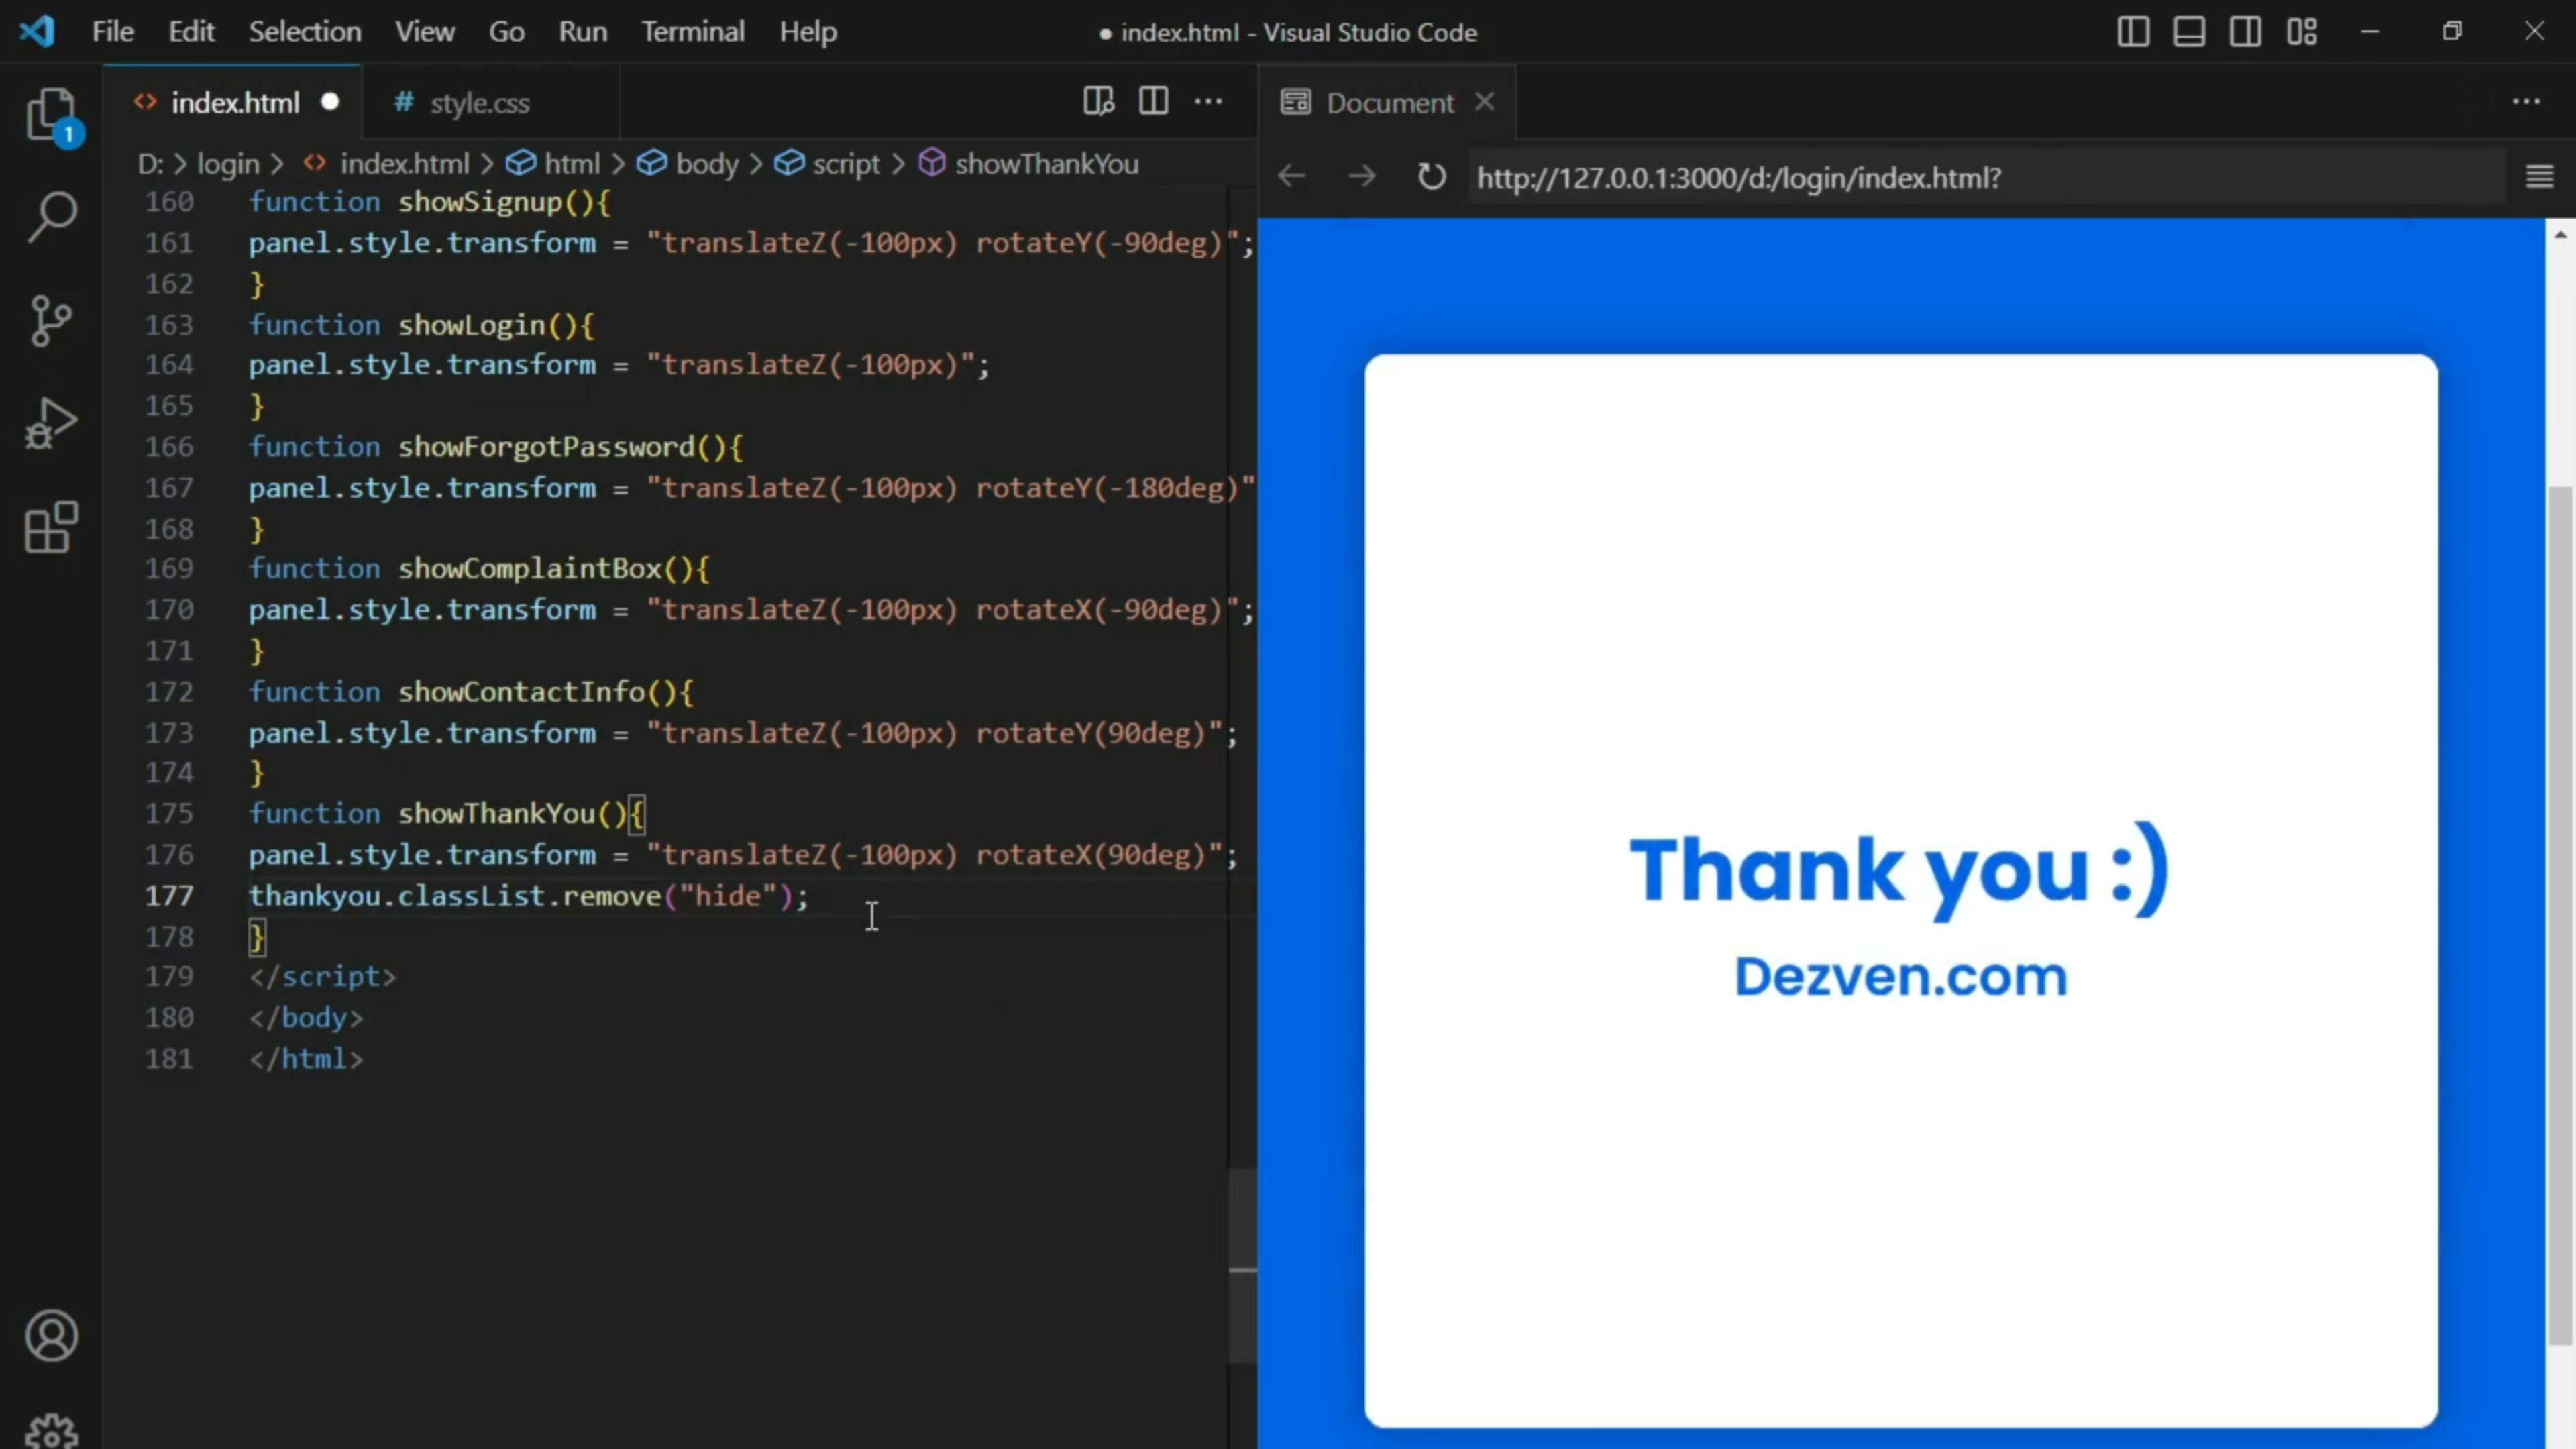 File Edit Selection View Go Run Terminal Help
● index.html - Visual Studio Code
1
<> index.html ●
# style.css
···
Document ×
···
D: > login > <> index.html > html > body > script > showThankYou
http://127.0.0.1:3000/d:/login/index.html?
160 function showSignup(){
161 panel.style.transform = "translateZ(-100px) rotateY(-90deg)";
162 }
163 function showLogin(){
164 panel.style.transform = "translateZ(-100px)";
165 }
166 function showForgotPassword(){
167 panel.style.transform = "translateZ(-100px) rotateY(-180deg)"
168 }
169 function showComplaintBox(){
170 panel.style.transform = "translateZ(-100px) rotateX(-90deg)";
171 }
172 function showContactInfo(){
173 panel.style.transform = "translateZ(-100px) rotateY(90deg)";
174 }
175 function showThankYou(){
176 panel.style.transform = "translateZ(-100px) rotateX(90deg)";
177 thankyou.classList.remove("hide");
178 }
179 </script>
180 </body>
181 </html>
Thank you :)
Dezven.com